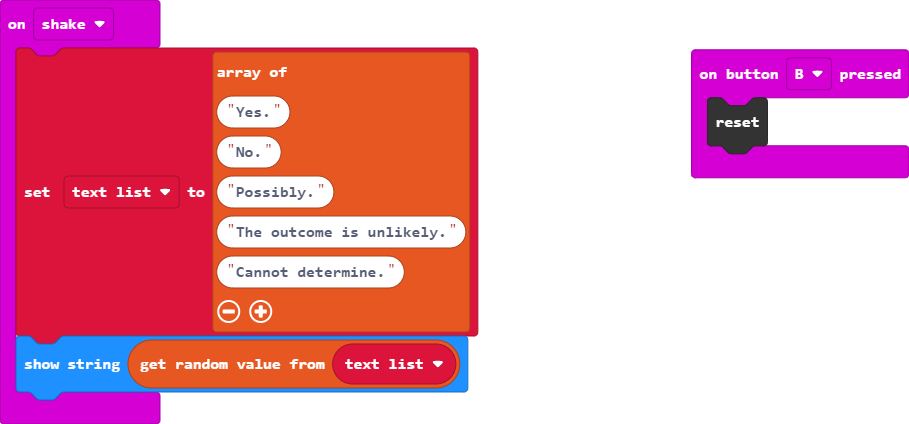 on shake
array of
"Yes."
"No."
"Possibly."
set text list to
"The outcome is unlikely."
"Cannot determine."
show string get random value from text list
on button B pressed
reset